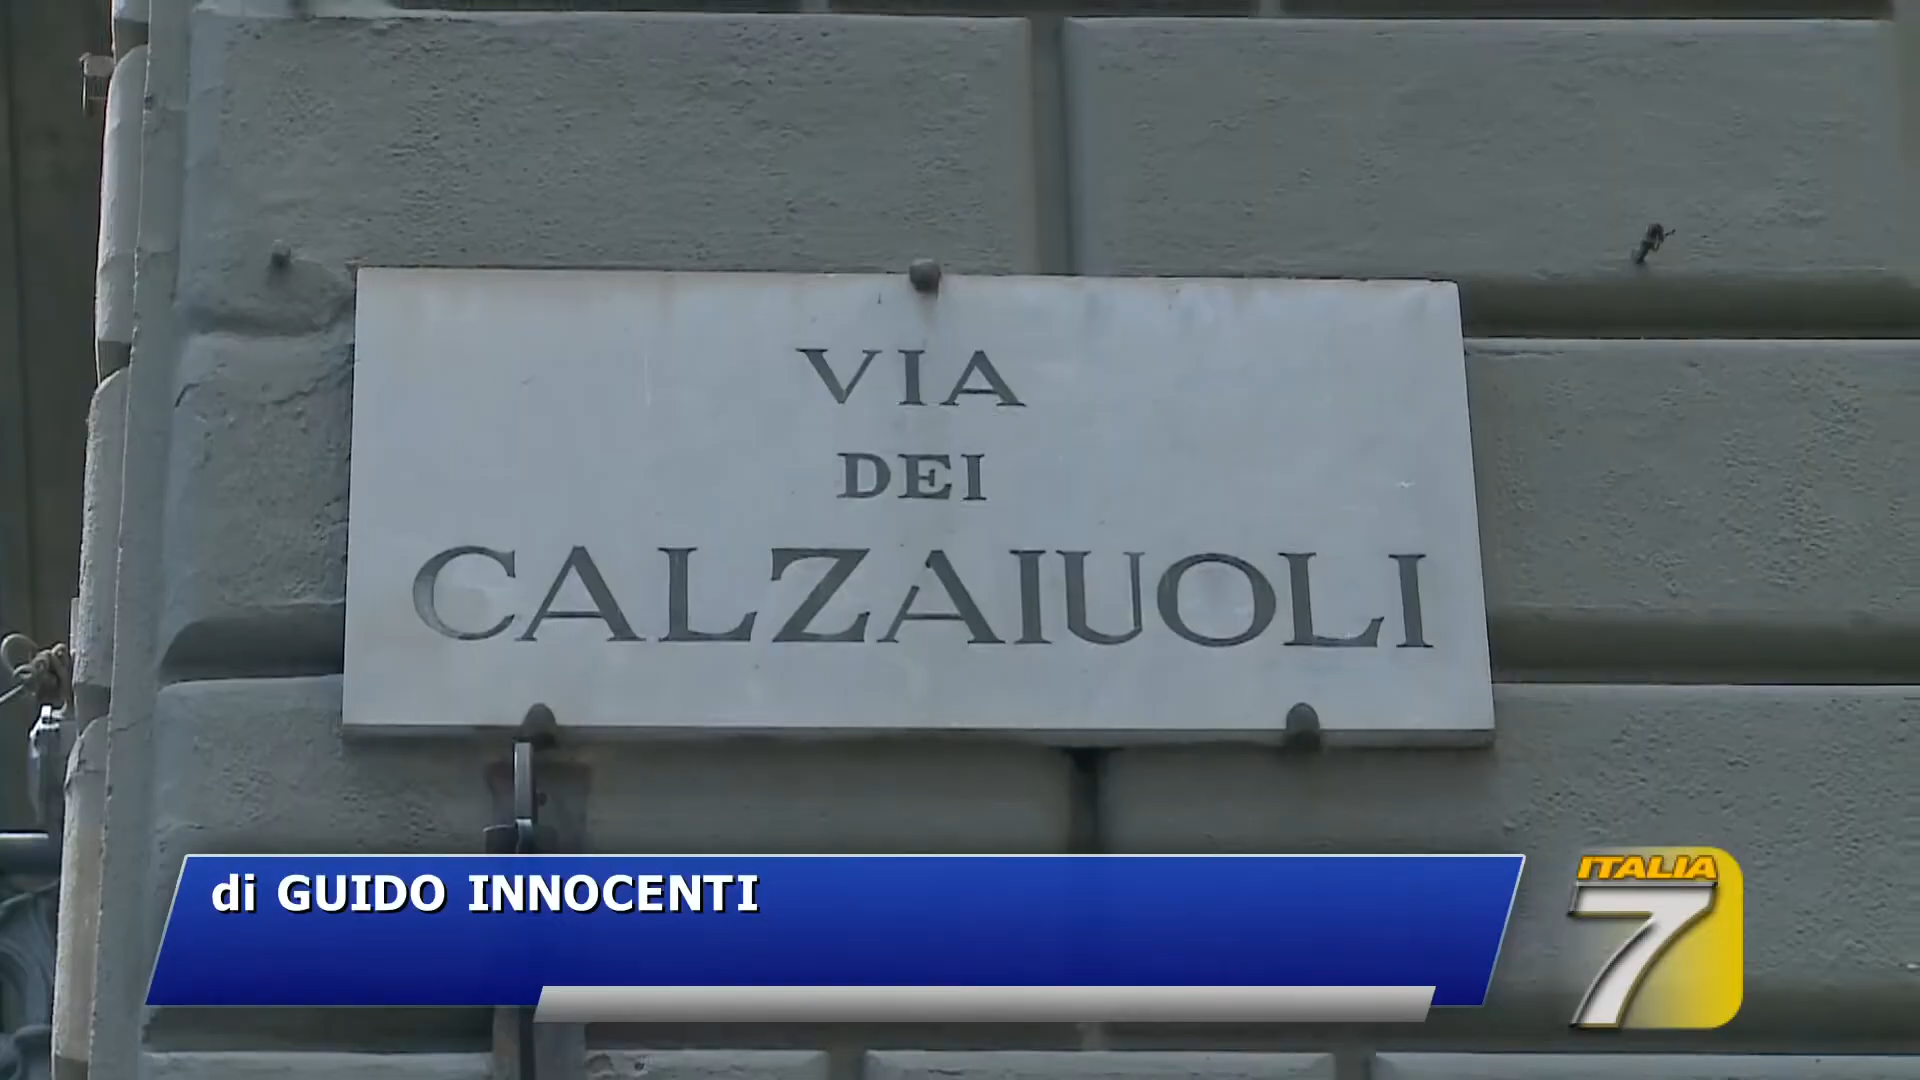 VIA
DEI
CALZAIUOLI
di GUIDO INNOCENTI
ITALIA
7